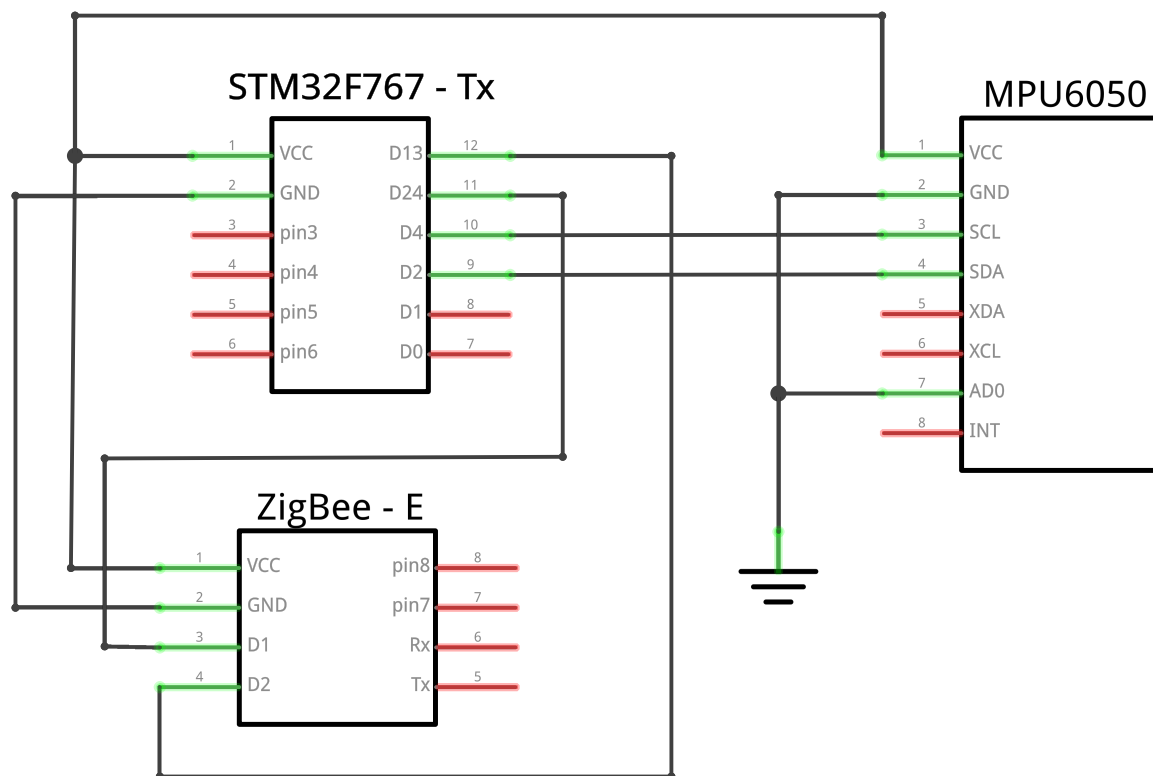 STM32F767 - Tx
1 VCC D13 12
2 GND D24 11
3 pin3 D4 10
4 pin4 D2 9
5 pin5 D1 8
6 pin6 D0 7
MPU6050
1 VCC
2 GND
3 SCL
4 SDA
5 XDA
6 XCL
7 AD0
8 INT
ZigBee - E
1 VCC pin8 8
2 GND pin7 7
3 D1 Rx 6
4 D2 Tx 5